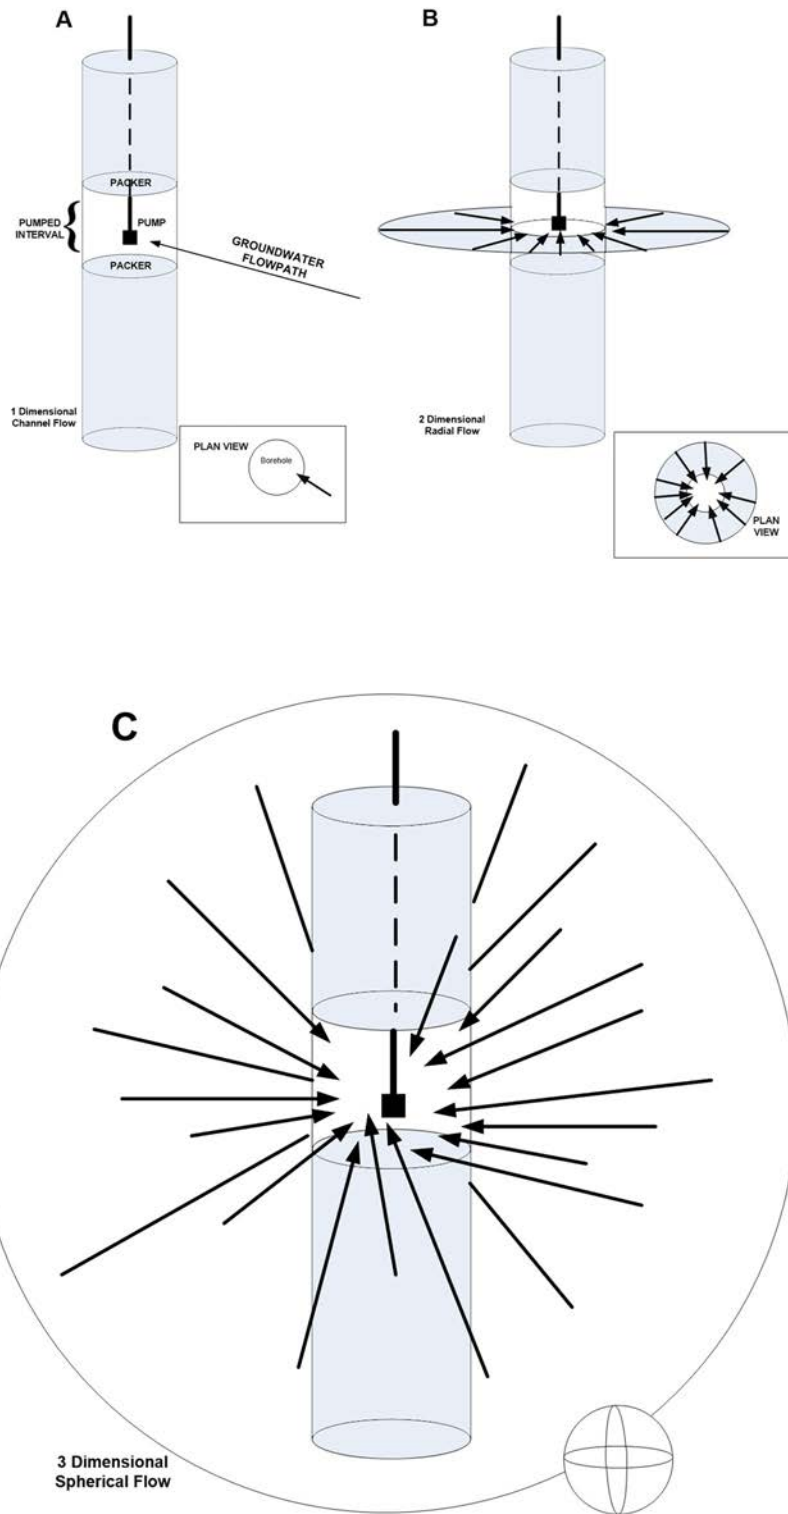 A
PACKER
PUMPED
INTERVAL
PUMP
PACKER
GROUNDWATER
FLOWPATH
1 Dimensional
Channel Flow
PLAN VIEW
Borehole
B
2 Dimensional
Radial Flow
PLAN
VIEW
C
3 Dimensional
Spherical Flow